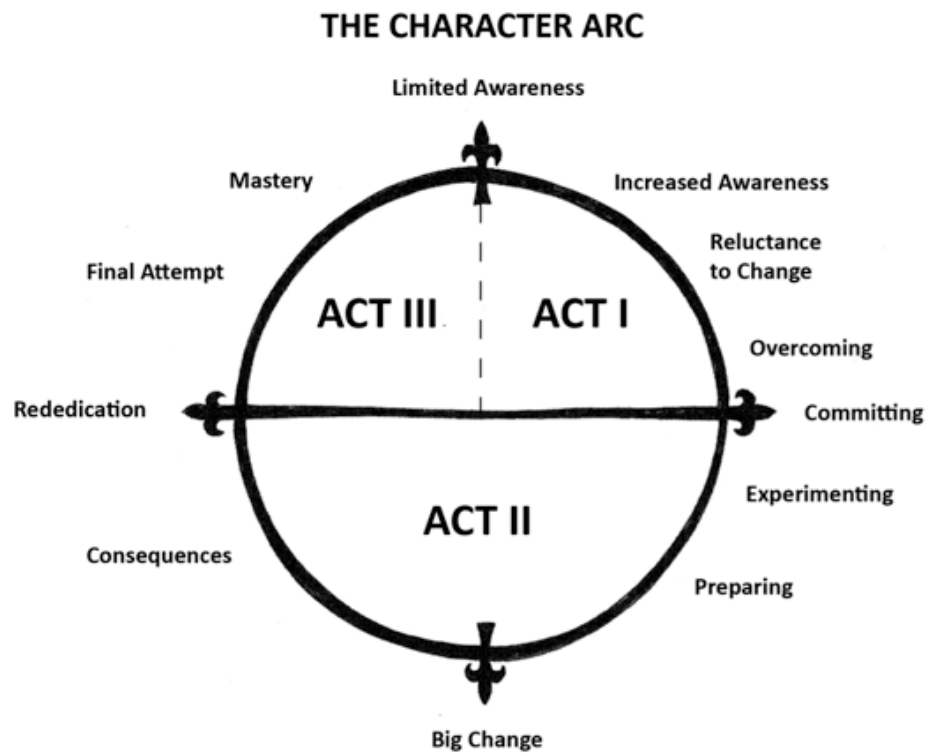 THE CHARACTER ARC
Limited Awareness
Mastery
Increased Awareness
Reluctance
to Change
Final Attempt
ACT III
ACT I
Overcoming
Rededication
Committing
Experimenting
ACT II
Consequences
Preparing
Big Change